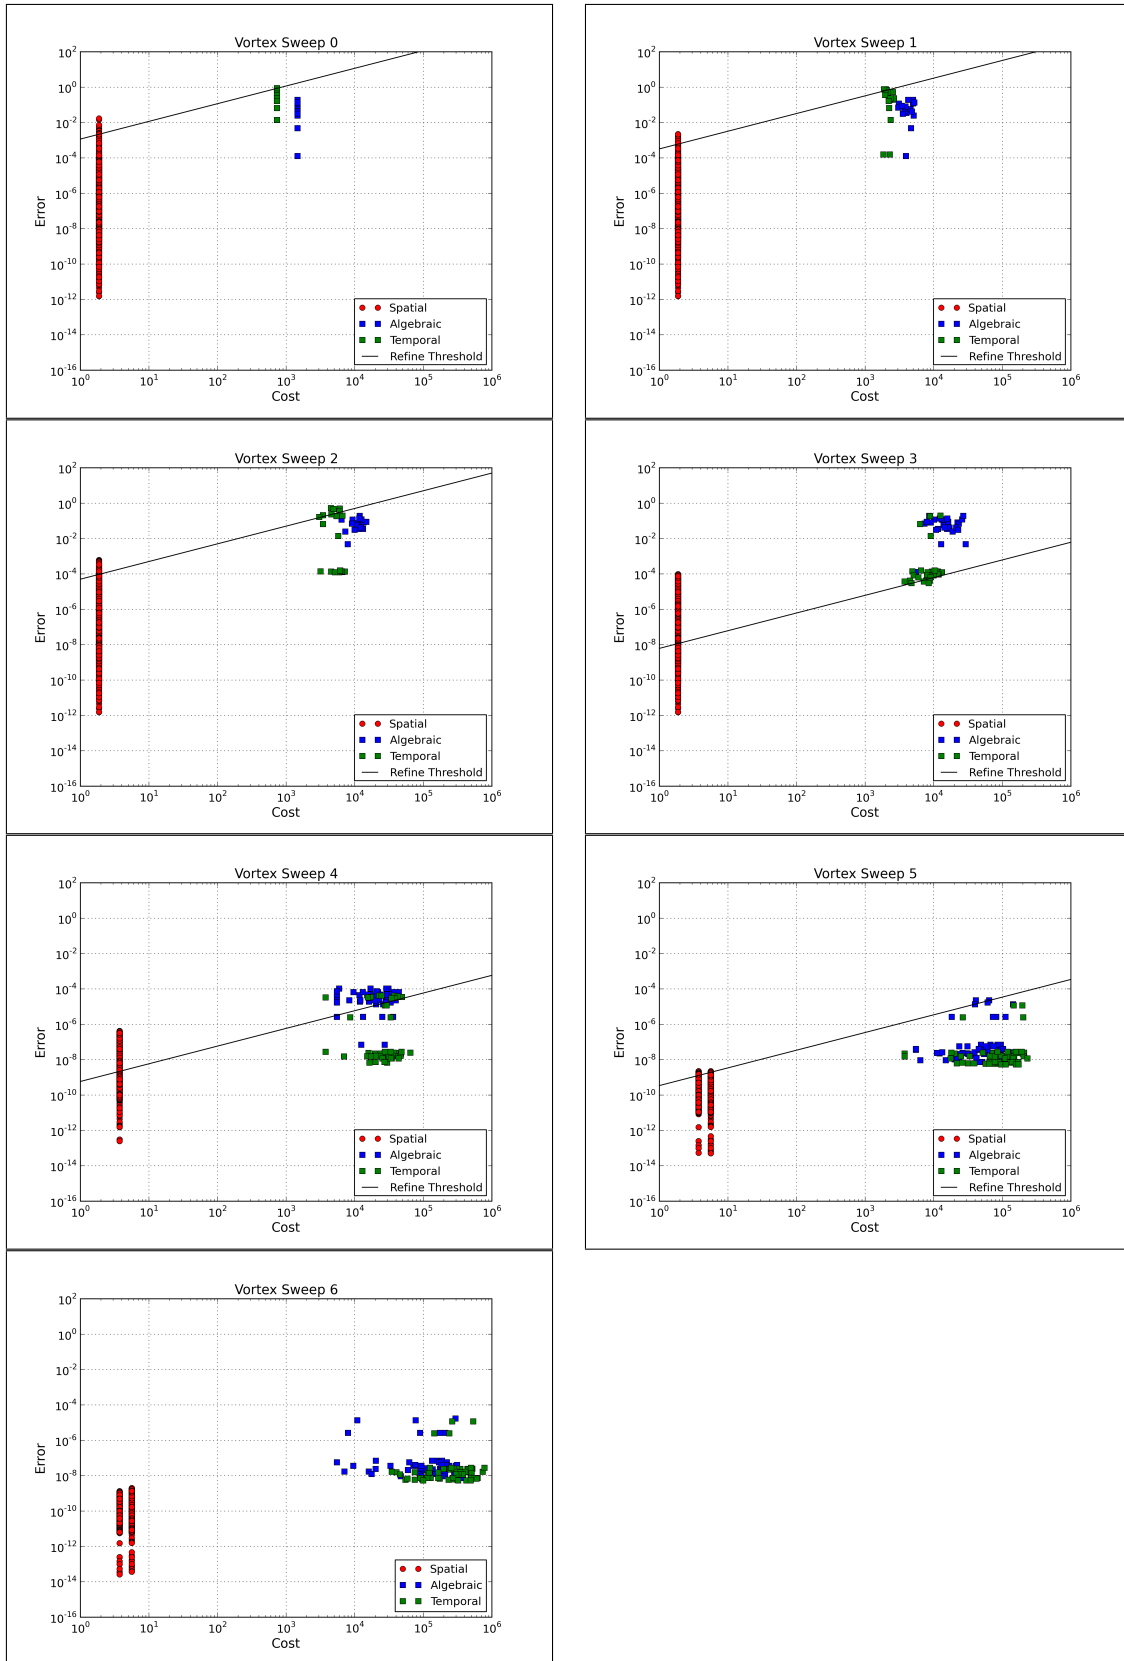 Vortex Sweep 0
Error
10^2
10^0
10^-2
10^-4
10^-6
10^-8
10^-10
10^-12
10^-14
10^-16
Spatial
Algebraic
Temporal
Refine Threshold
10^0 10^1 10^2 10^3 10^4 10^5 10^6
Cost
Vortex Sweep 1
Error
10^2
10^0
10^-2
10^-4
10^-6
10^-8
10^-10
10^-12
10^-14
10^-16
Spatial
Algebraic
Temporal
Refine Threshold
10^0 10^1 10^2 10^3 10^4 10^5 10^6
Cost
Vortex Sweep 2
Error
10^2
10^0
10^-2
10^-4
10^-6
10^-8
10^-10
10^-12
10^-14
10^-16
Spatial
Algebraic
Temporal
Refine Threshold
10^0 10^1 10^2 10^3 10^4 10^5 10^6
Cost
Vortex Sweep 3
Error
10^2
10^0
10^-2
10^-4
10^-6
10^-8
10^-10
10^-12
10^-14
10^-16
Spatial
Algebraic
Temporal
Refine Threshold
10^0 10^1 10^2 10^3 10^4 10^5 10^6
Cost
Vortex Sweep 4
Error
10^2
10^0
10^-2
10^-4
10^-6
10^-8
10^-10
10^-12
10^-14
10^-16
Spatial
Algebraic
Temporal
Refine Threshold
10^0 10^1 10^2 10^3 10^4 10^5 10^6
Cost
Vortex Sweep 5
Error
10^2
10^0
10^-2
10^-4
10^-6
10^-8
10^-10
10^-12
10^-14
10^-16
Spatial
Algebraic
Temporal
Refine Threshold
10^0 10^1 10^2 10^3 10^4 10^5 10^6
Cost
Vortex Sweep 6
Error
10^2
10^0
10^-2
10^-4
10^-6
10^-8
10^-10
10^-12
10^-14
10^-16
Spatial
Algebraic
Temporal
10^0 10^1 10^2 10^3 10^4 10^5 10^6
Cost